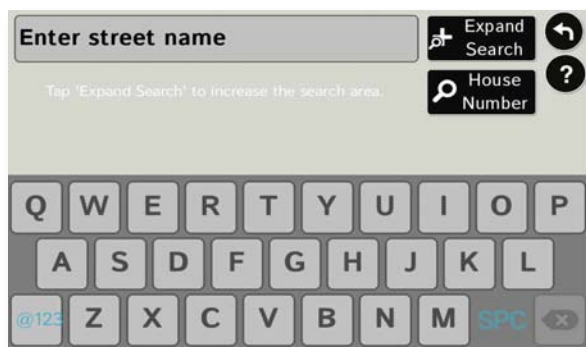 Enter street name
Expand
Search
?
Tap 'Expand Search' to increase the search area.
House
Number
Q W E R T Y U I O P
A S D F G H J K L
@123 Z X C V B N M SPC